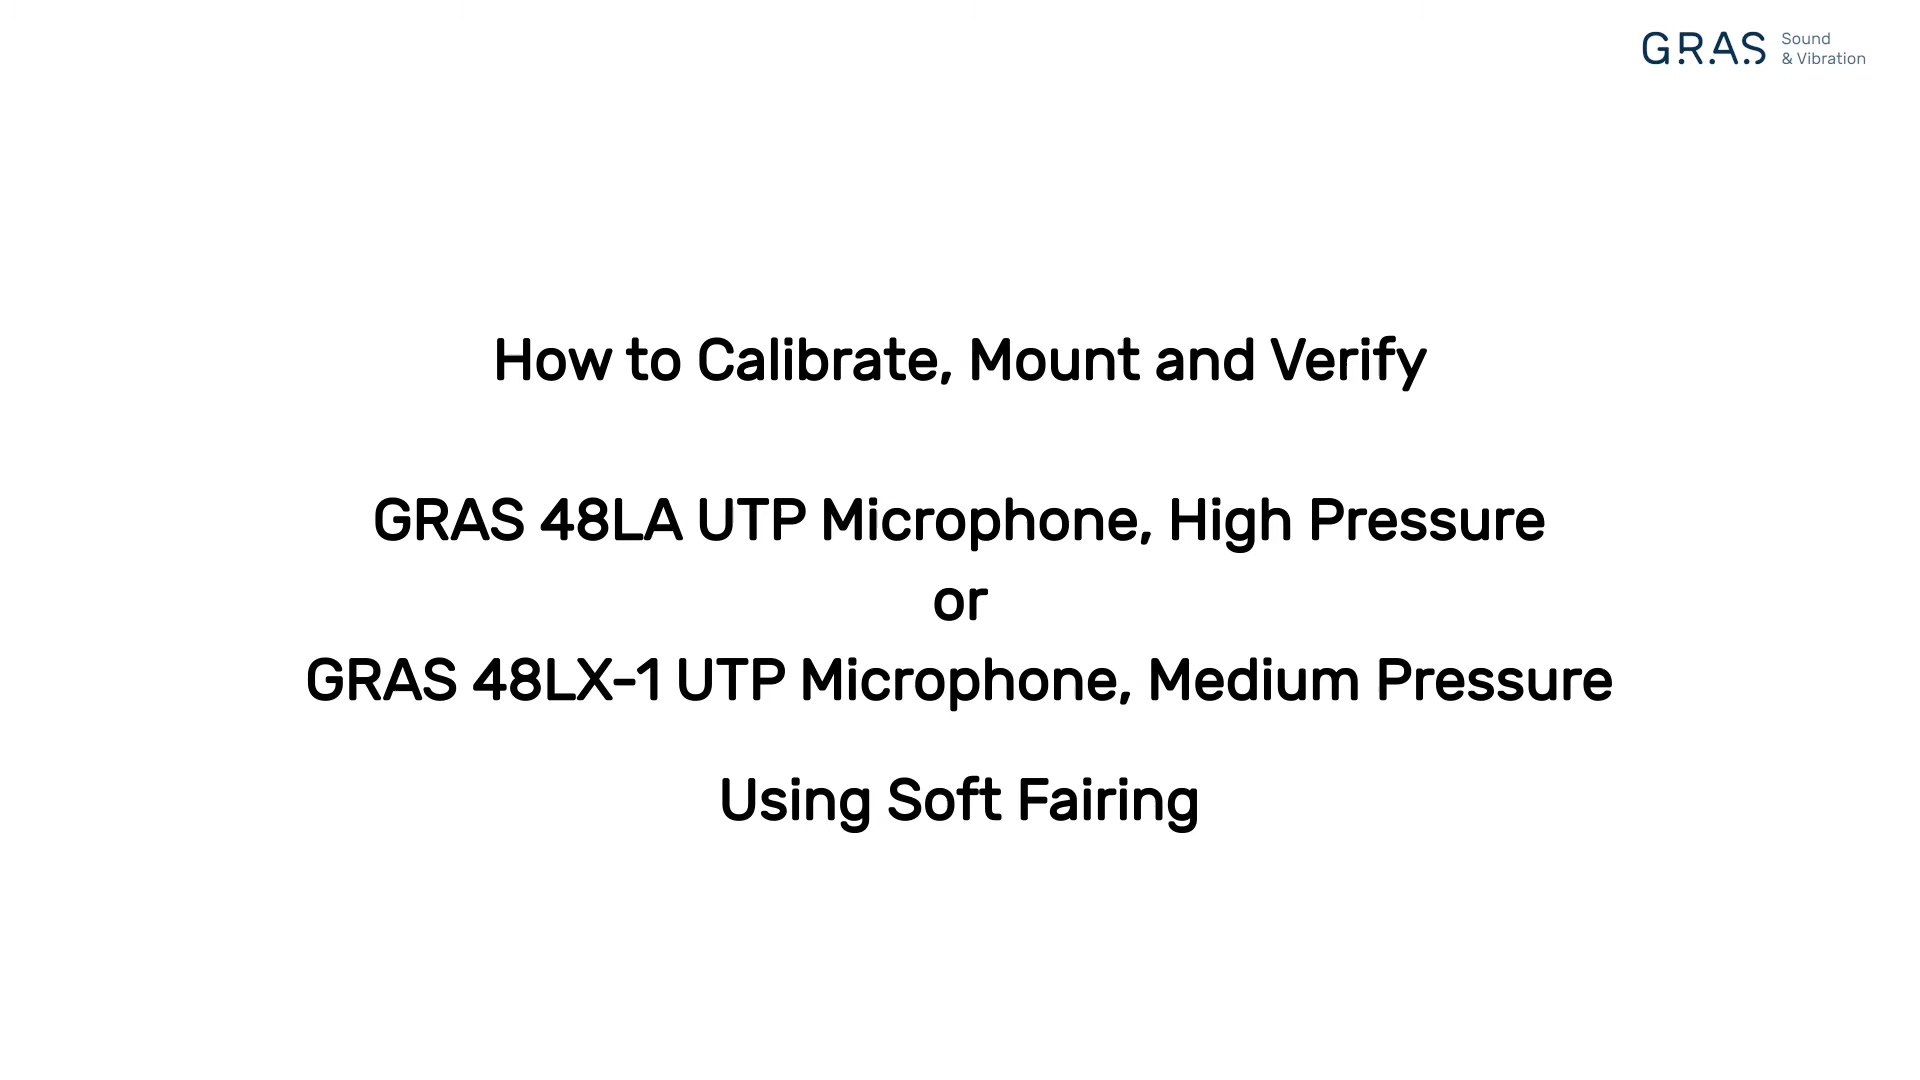 GRAS Sound
& Vibration
How to Calibrate, Mount and Verify
GRAS 48LA UTP Microphone, High Pressure
or
GRAS 48LX-1 UTP Microphone, Medium Pressure
Using Soft Fairing